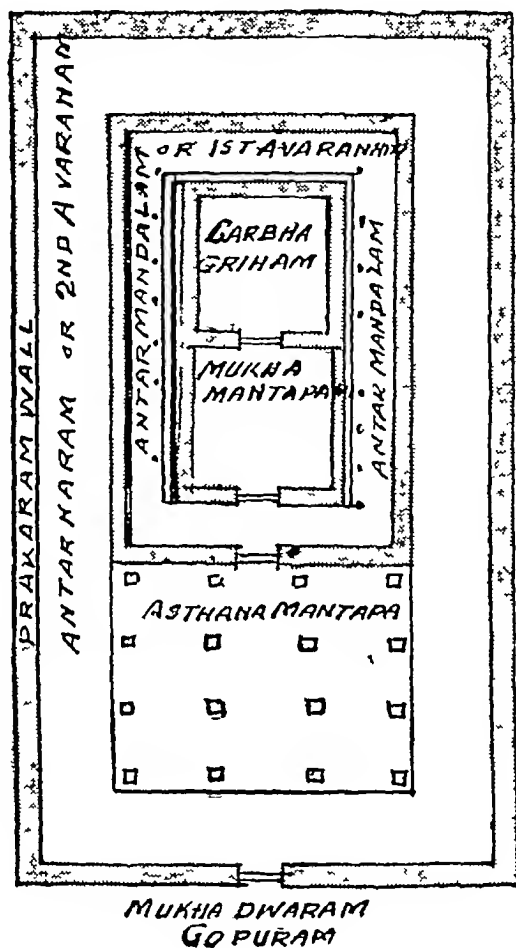 PRAKARAM WALL
ANTARHARAM OR 2ND AVARANAM
ANTARMANDALAM OR 1ST AVARANAM
GARBHA
GRIHAM
MUKHA
MANTAPAM
ANTAR MANDALAM
ASTHANA MANTAPA
MUKHA DWARAM
GOPURAM